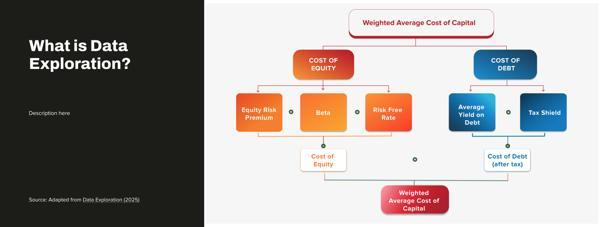 What is Data
Exploration?
Description here
Source: Adapted from Data Exploration (2025)
Weighted Average Cost of Capital
COST OF
EQUITY
COST OF
DEBT
Equity Risk
Premium
Beta
Risk Free
Rate
Average
Yield on
Debt
Tax Shield
Cost of
Equity
Cost of Debt
(after tax)
Weighted
Average Cost of
Capital